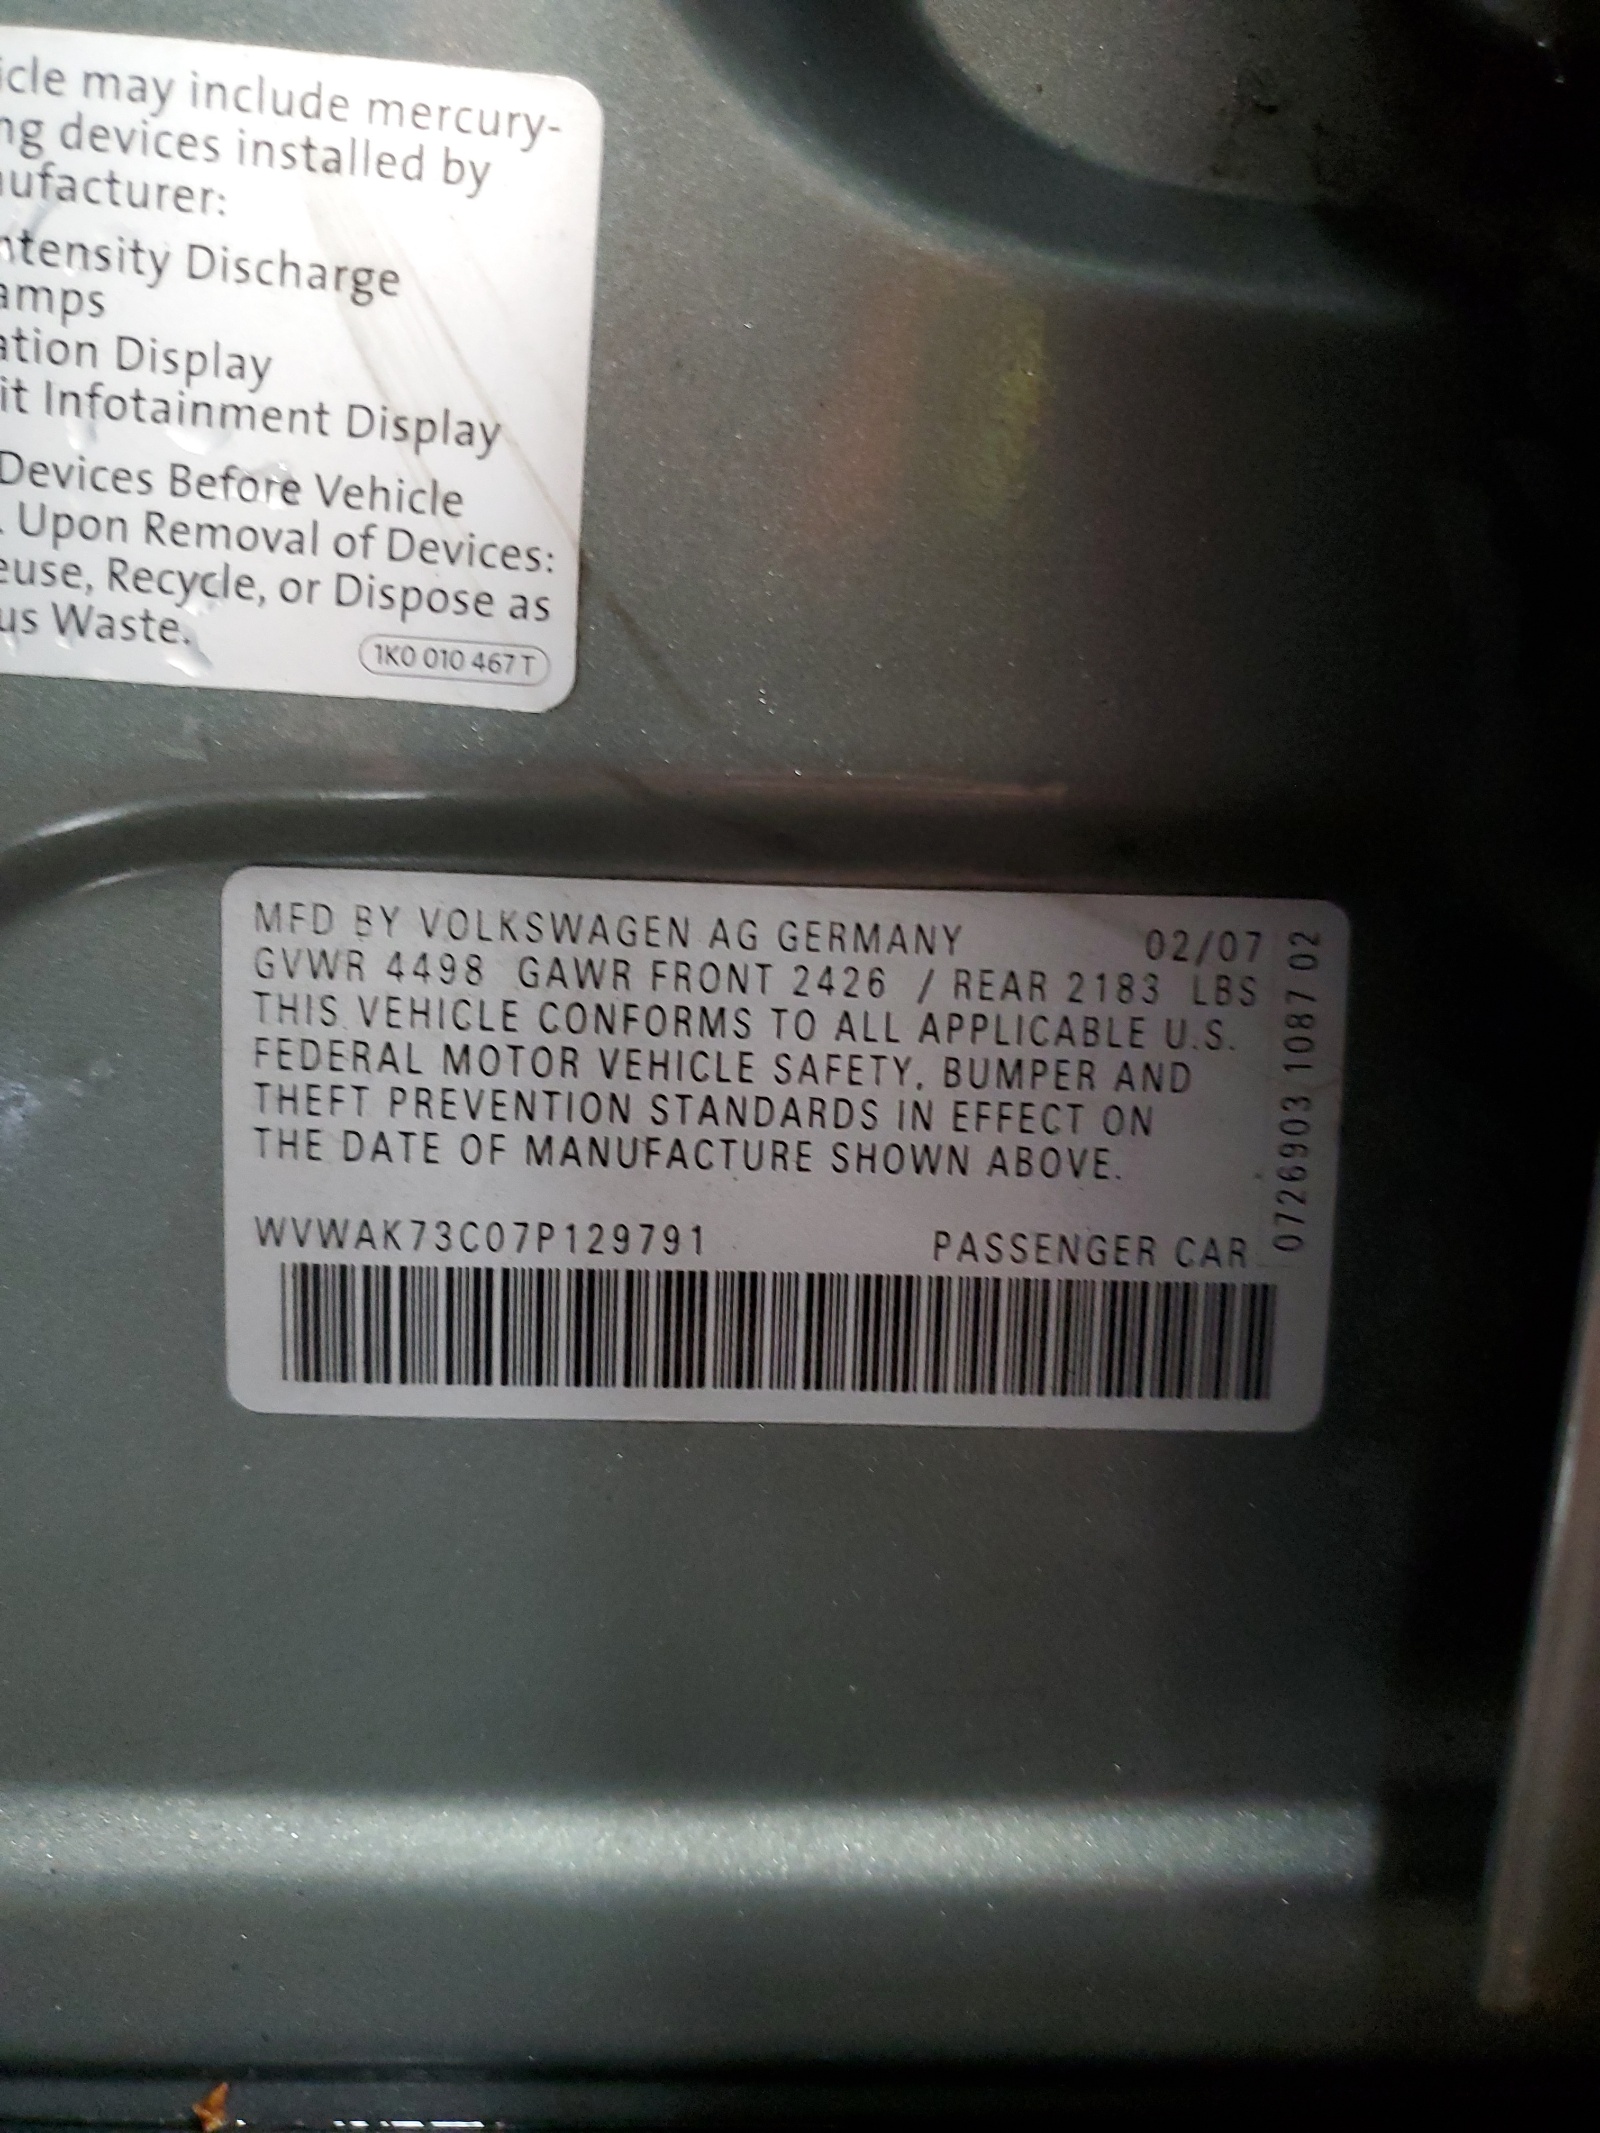 icle may include mercury-
ng devices installed by
ufacturer:
ntensity Discharge
amps
ation Display
it Infotainment Display
Devices Before Vehicle
. Upon Removal of Devices:
euse, Recycle, or Dispose as
us Waste.
1K0 010 467 T
MFD BY VOLKSWAGEN AG GERMANY 02/07
GVWR 4498 GAWR FRONT 2426 / REAR 2183 LBS
THIS VEHICLE CONFORMS TO ALL APPLICABLE U.S.
FEDERAL MOTOR VEHICLE SAFETY, BUMPER AND
THEFT PREVENTION STANDARDS IN EFFECT ON
THE DATE OF MANUFACTURE SHOWN ABOVE.
WVWAK73C07P129791 PASSENGER CAR
0726903 1087 02